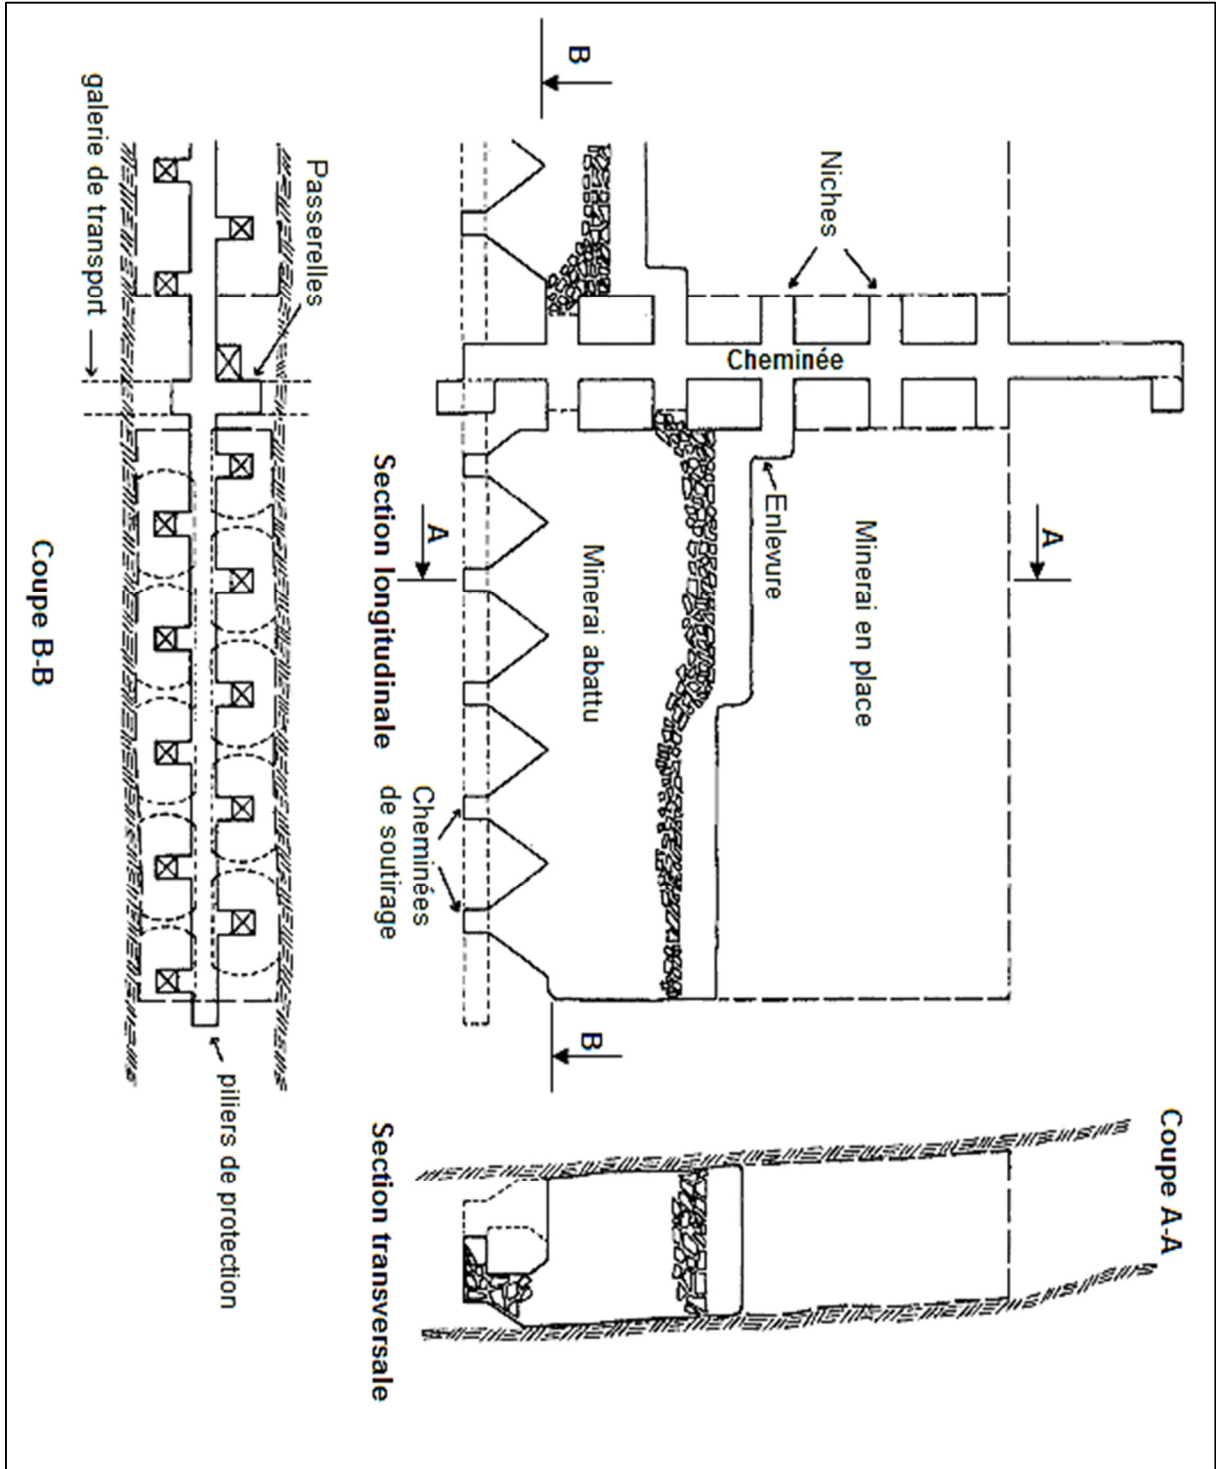 Coupe A-A
A
Minerai en place
Niches
Cheminée
Enlevure
Minerai abattu
B
B
A
Cheminées
de soutirage
Section longitudinale
Section transversale
Passerelles
piliers de protection
galerie de transport
Coupe B-B